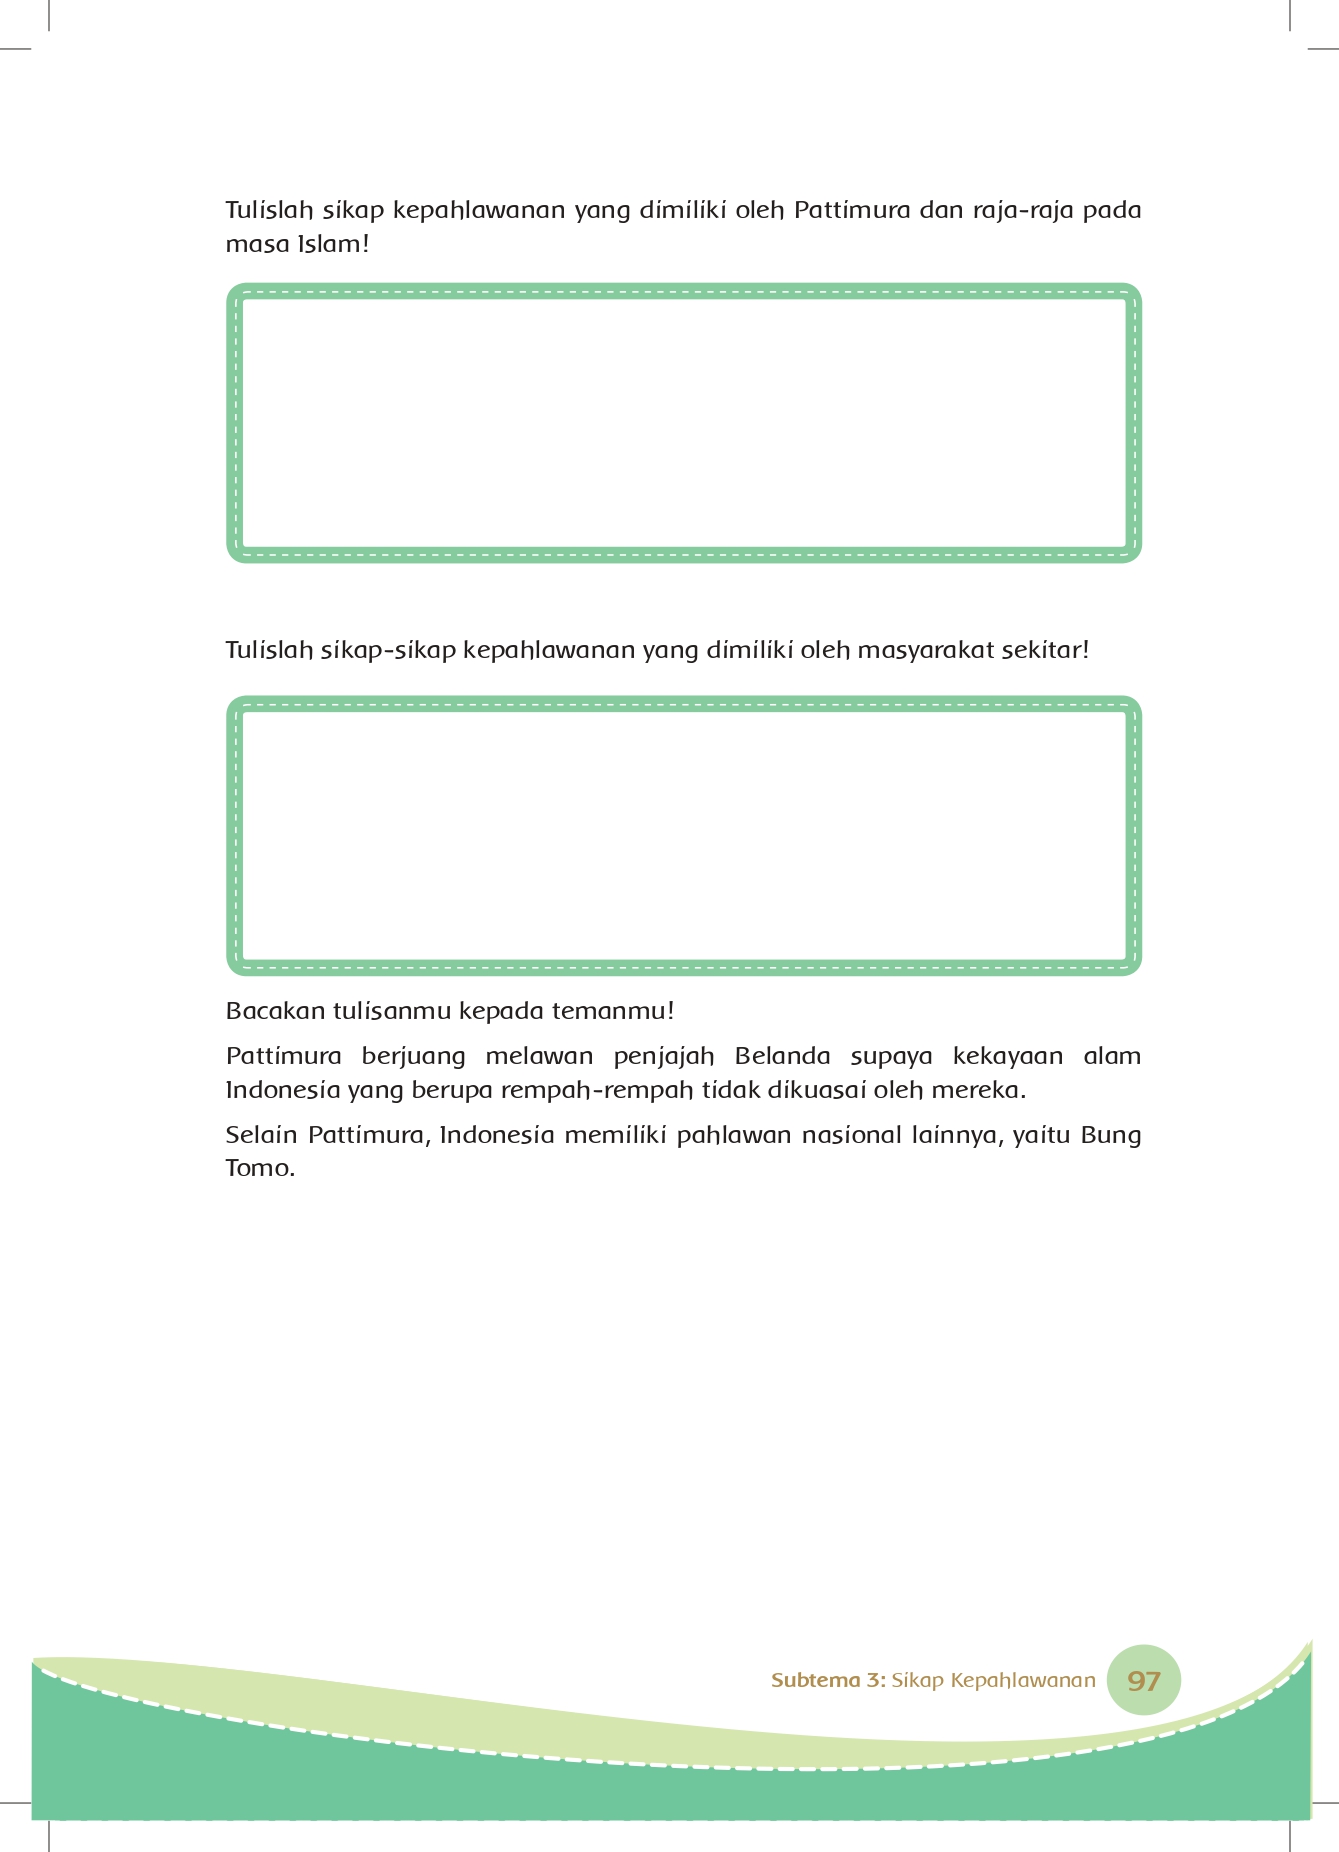 Tulislah sikap kepahlawanan yang dimiliki oleh Pattimura dan raja-raja pada
masa Islam!
Tulislah sikap-sikap kepahlawanan yang dimiliki oleh masyarakat sekitar!
Bacakan tulisanmu kepada temanmu!
Pattimura berjuang melawan penjajah Belanda supaya kekayaan alam
Indonesia yang berupa rempah-rempah tidak dikuasai oleh mereka.
Selain Pattimura, Indonesia memiliki pahlawan nasional lainnya, yaitu Bung
Tomo.
Subtema 3: Sikap Kepahlawanan 97